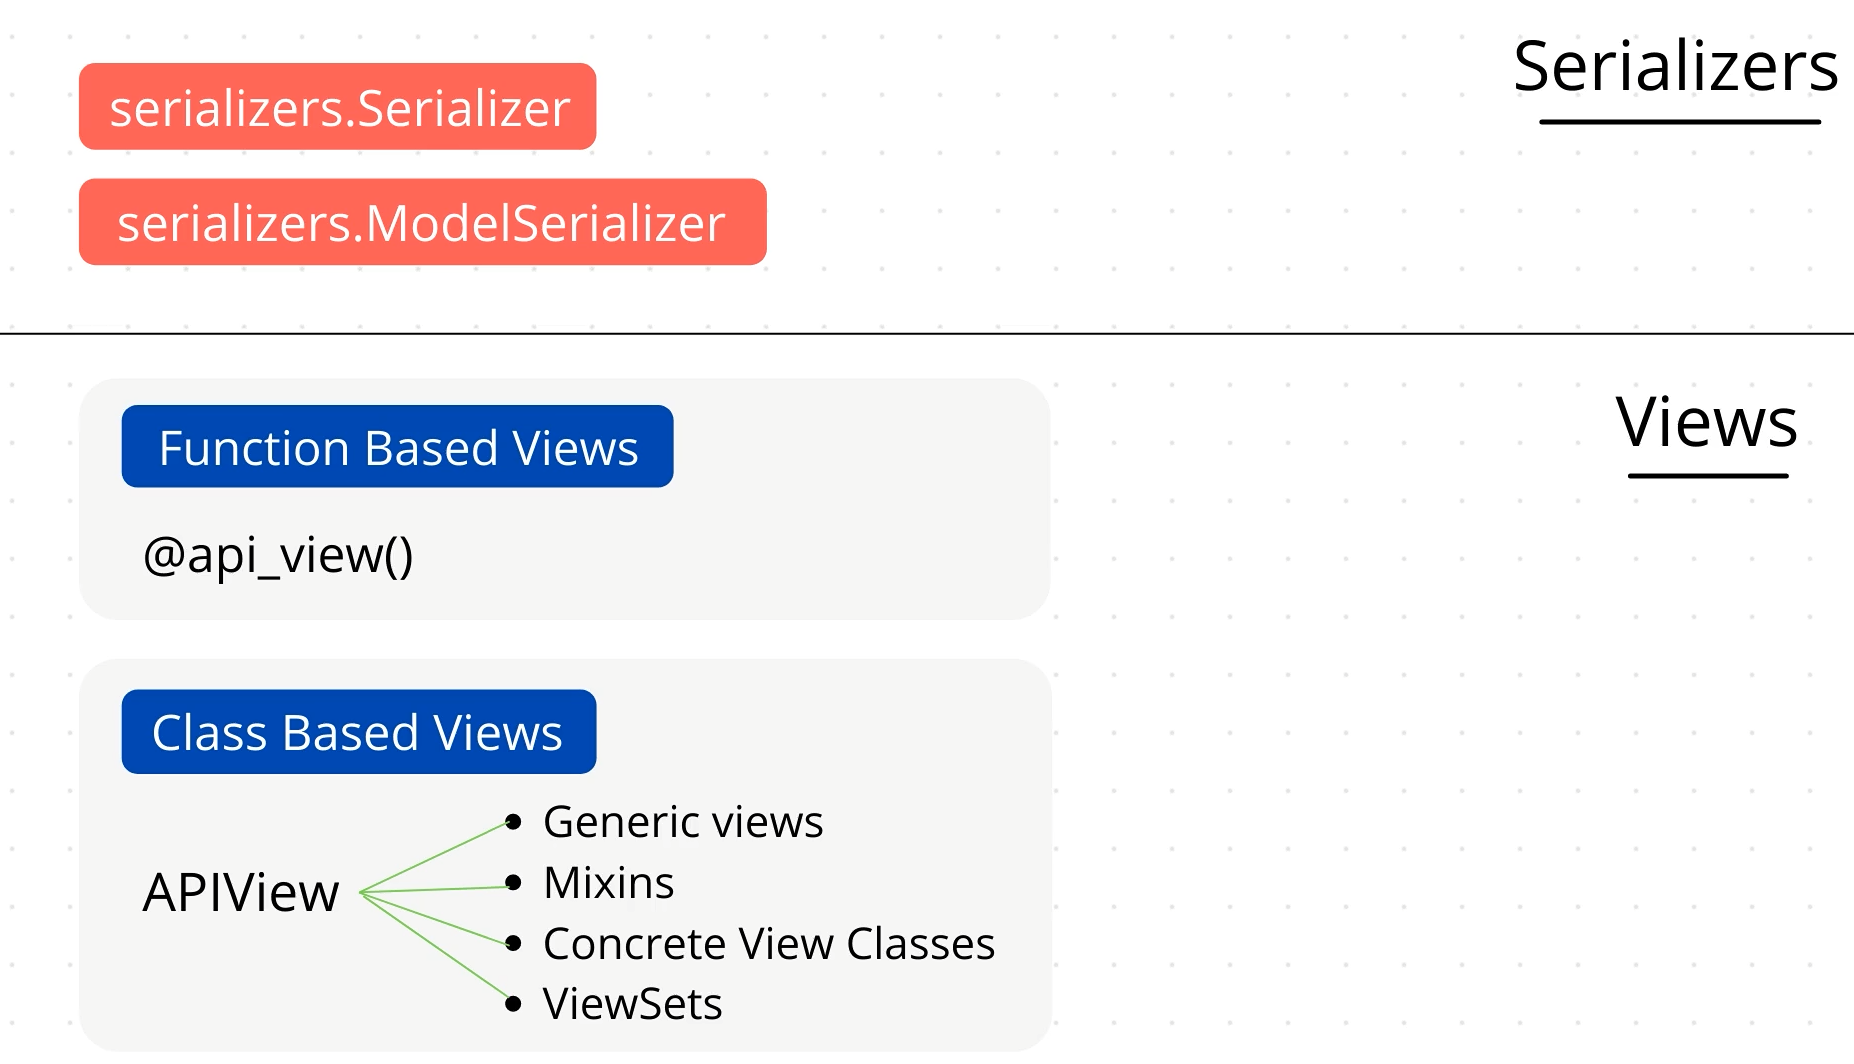 Serializers
serializers.Serializer
serializers.ModelSerializer
Views
Function Based Views
@api_view()
Class Based Views
APIView
• Generic views
• Mixins
• Concrete View Classes
• ViewSets